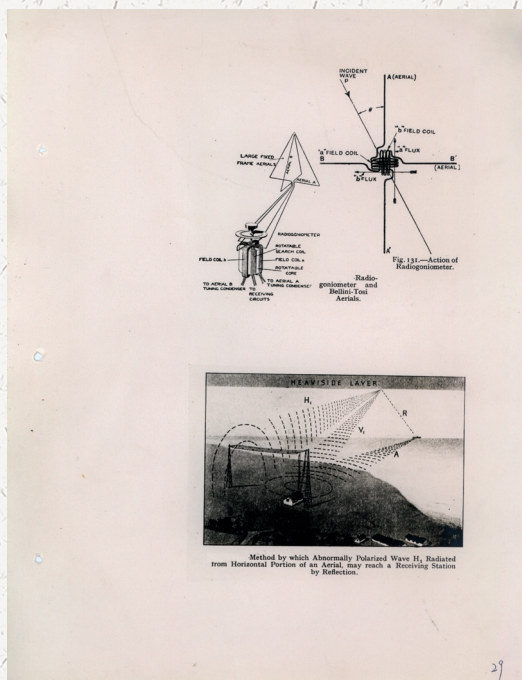 INCIDENT
WAVE
P
A (AERIAL)
θ
"b" FIELD COIL
"a" FIELD COIL
"a" FLUX
B
B'
(AERIAL)
"b" FLUX
A'
Fig. 131.—Action of
Radiogoniometer.
LARGE FIXED
FRAME AERIALS
AERIAL B
AERIAL A
RADIOGONIOMETER
ROTATABLE
SEARCH COIL
FIELD COILS
FIELD COILS
ROTATABLE
CORE
TO AERIAL B
TUNING CONDENSER
TO
RECEIVING
CIRCUITS
TO AERIAL A
TUNING CONDENSER
Radio-
goniometer and
Bellini-Tosi
Aerials.
HEAVISIDE LAYER
H₁
V₁
R
A
Method by which Abnormally Polarized Wave H₁ Radiated
from Horizontal Portion of an Aerial, may reach a Receiving Station
by Reflection.
29